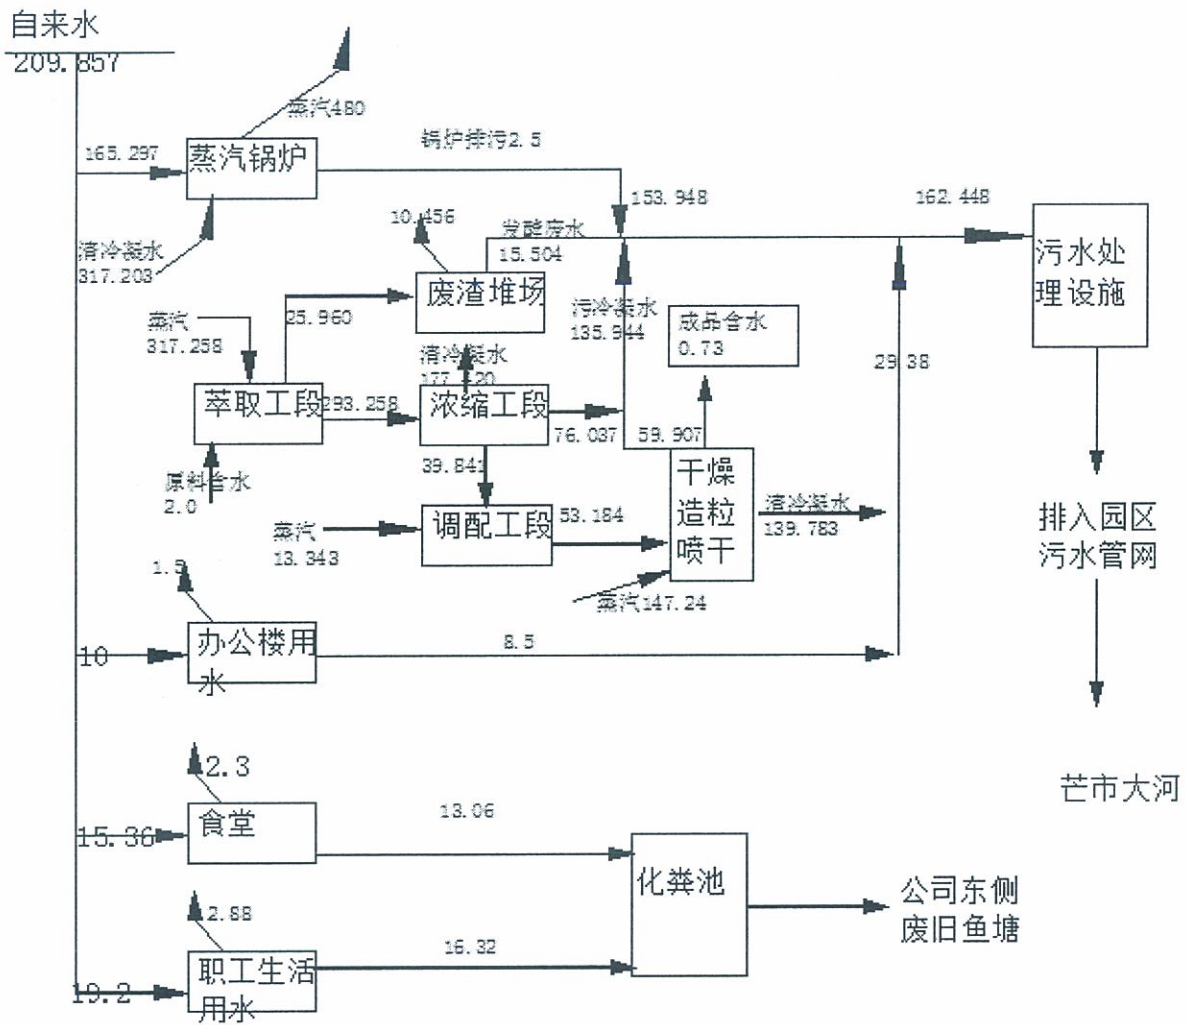 自来水
209.857
蒸汽480
165.297
蒸汽锅炉
锅炉排污2.5
清冷凝水
317.203
10.456
发酵废水
15.504
153.948
162.448
污水处
理设施
废渣堆场
25.960
蒸汽
317.258
污冷凝水
135.944
成品含水
0.73
29.38
清冷凝水
萃取工段
293.258
浓缩工段
76.037
59.907
原料含水
2.0
39.841
干燥
造粒
喷干
清冷凝水
139.783
蒸汽
13.343
调配工段
53.184
蒸汽147.24
排入园区
污水管网
1.5
10
办公楼用
水
8.5
芒市大河
2.3
15.36
食堂
13.06
化粪池
公司东侧
废旧鱼塘
2.88
19.2
职工生活
用水
16.32